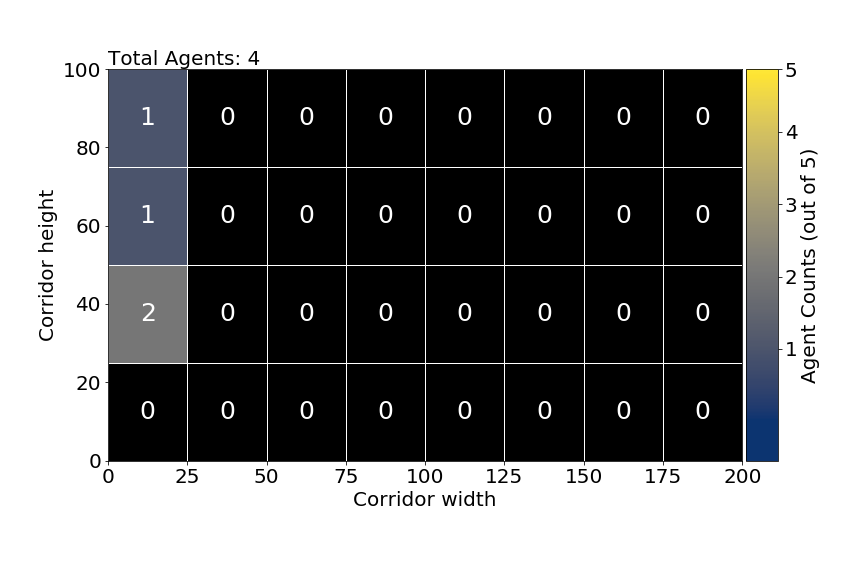 Total Agents: 4
100
80
60
40
20
0
Corridor height
1 0 0 0 0 0 0 0
1 0 0 0 0 0 0 0
2 0 0 0 0 0 0 0
0 0 0 0 0 0 0 0
0 25 50 75 100 125 150 175 200
Corridor width
5
4
3
2
1
Agent Counts (out of 5)